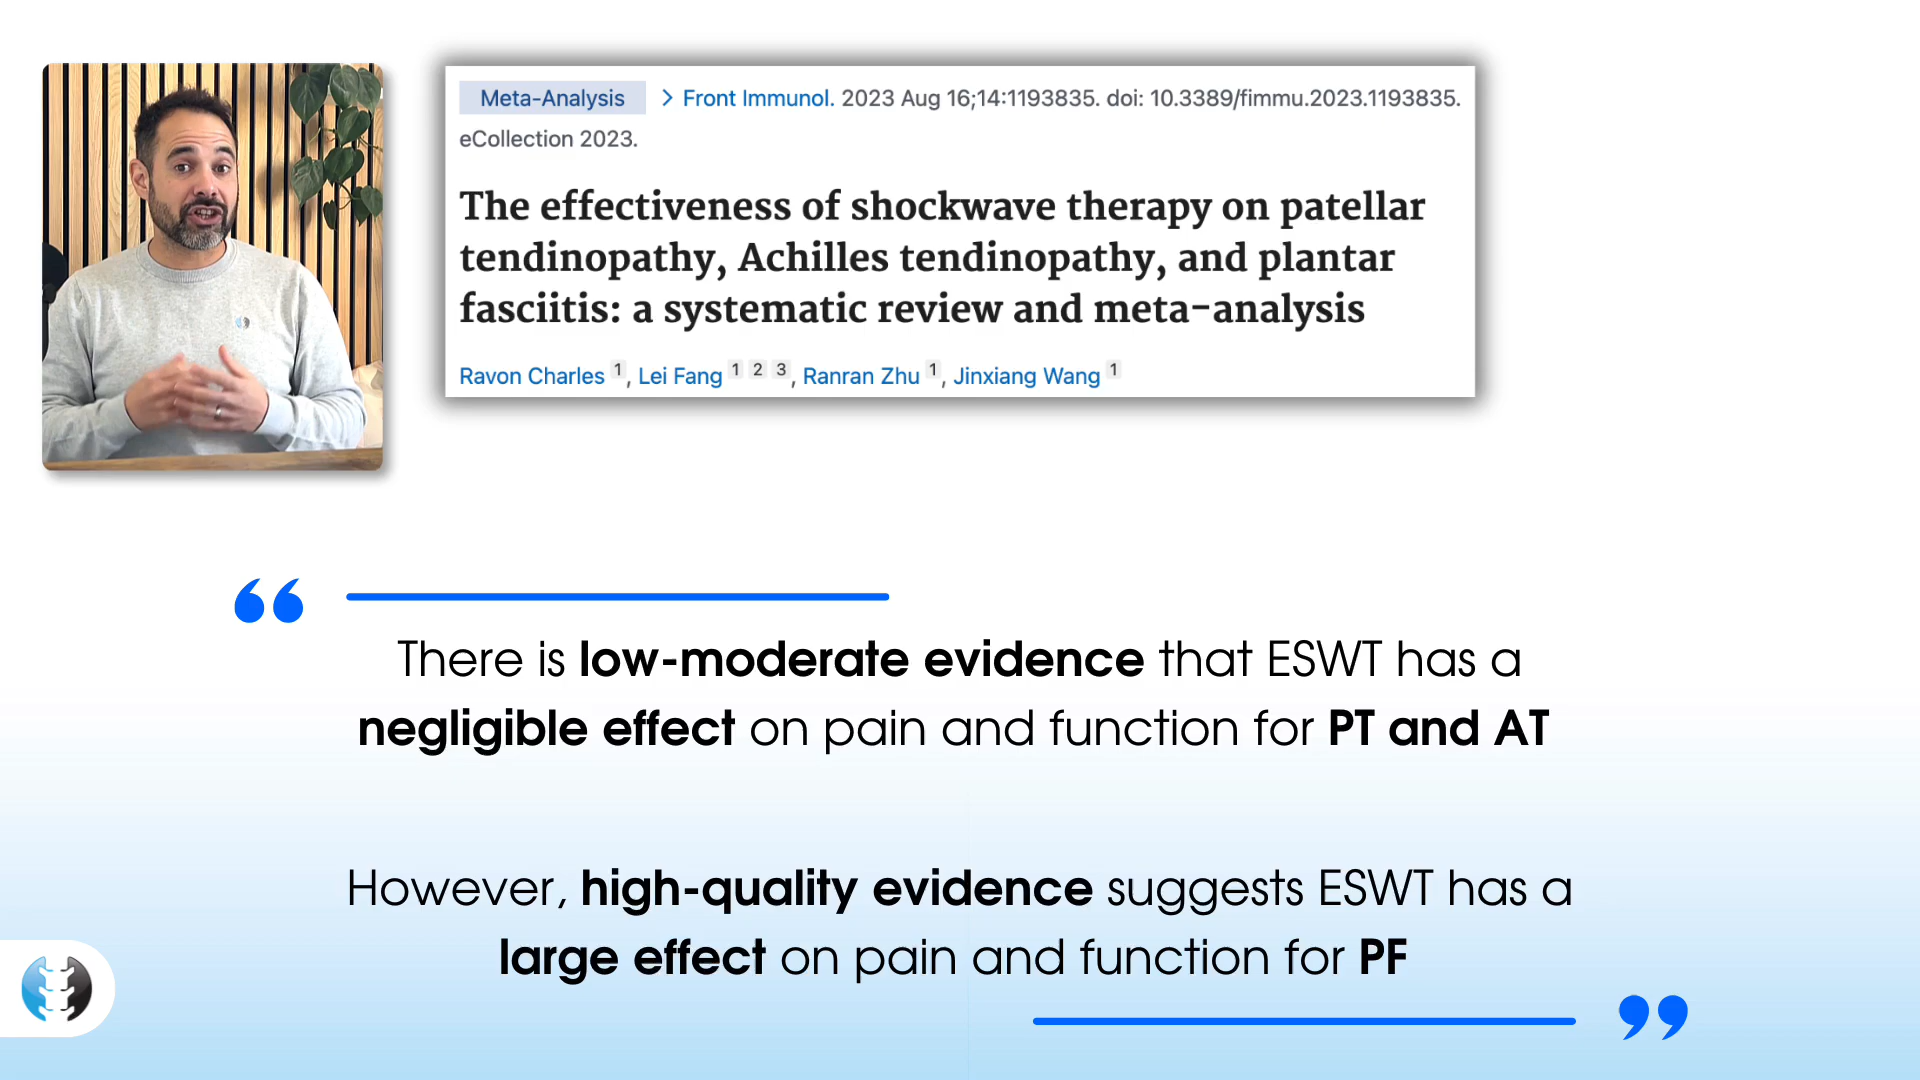 Meta-Analysis > Front Immunol. 2023 Aug 16;14:1193835. doi: 10.3389/fimmu.2023.1193835.
eCollection 2023.
The effectiveness of shockwave therapy on patellar
tendinopathy, Achilles tendinopathy, and plantar
fasciitis: a systematic review and meta-analysis
Ravon Charles 1, Lei Fang 1 2 3, Ranran Zhu 1, Jinxiang Wang 1
“
There is low-moderate evidence that ESWT has a
negligible effect on pain and function for PT and AT
However, high-quality evidence suggests ESWT has a
large effect on pain and function for PF
”